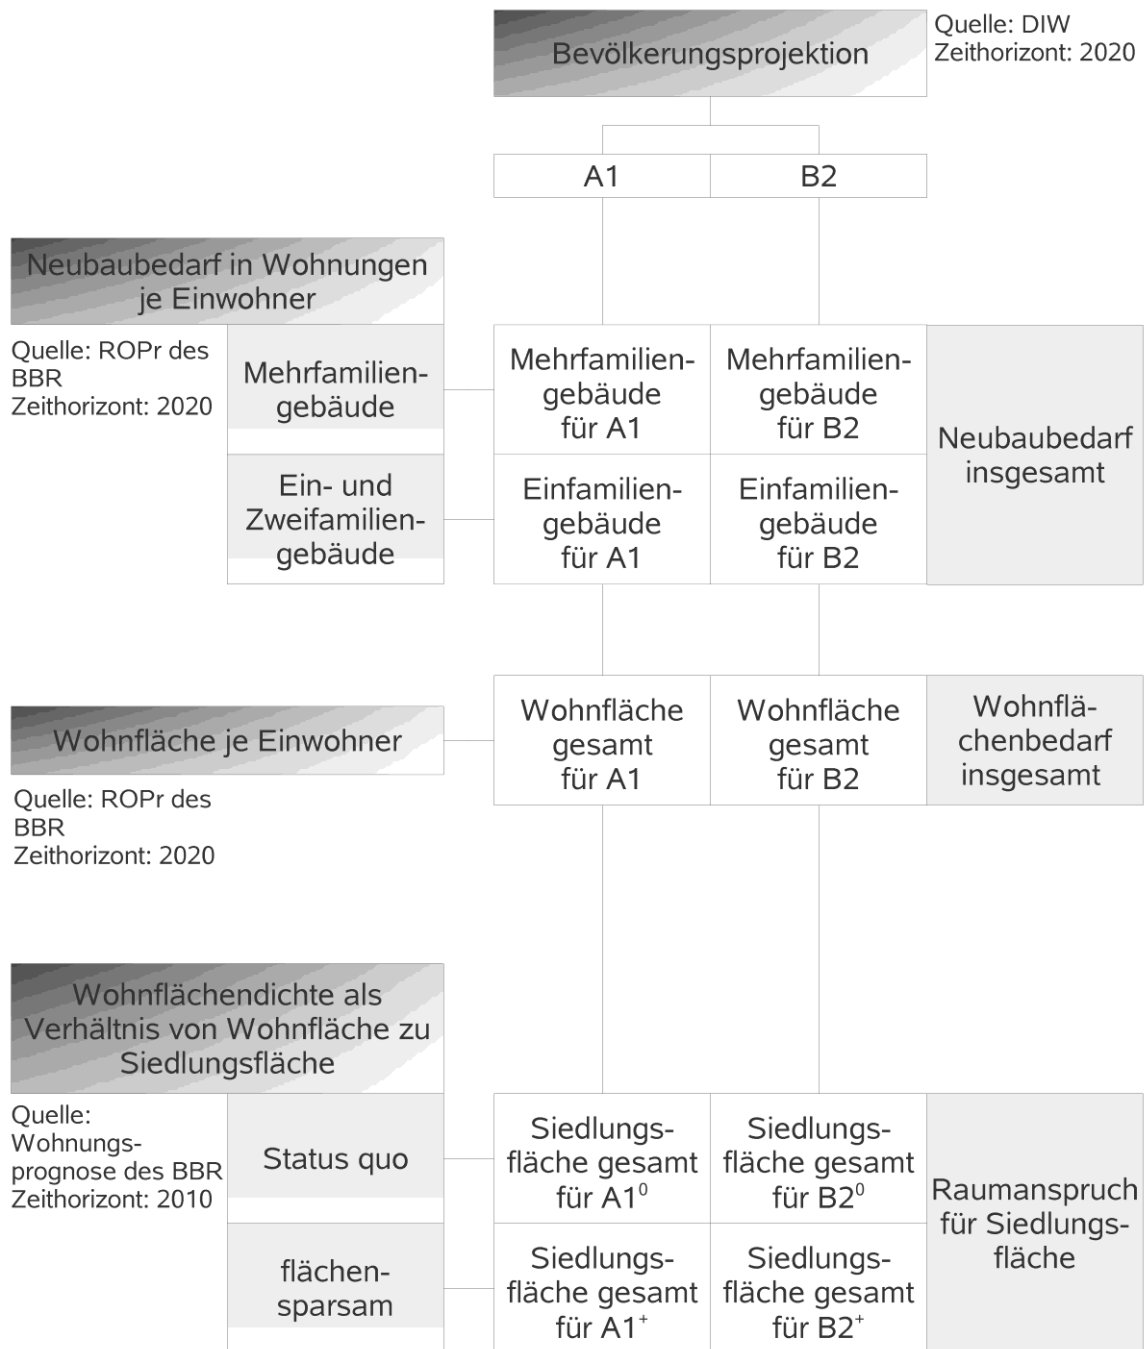 Bevölkerungsprojektion
Quelle: DIW
Zeithorizont: 2020
A1
B2
Neubaubedarf in Wohnungen
je Einwohner
Quelle: ROPr des
BBR
Zeithorizont: 2020
Mehrfamilien-
gebäude
Mehrfamilien-
gebäude
für A1
Mehrfamilien-
gebäude
für B2
Neubaubedarf
insgesamt
Ein- und
Zweifamilien-
gebäude
Einfamilien-
gebäude
für A1
Einfamilien-
gebäude
für B2
Wohnfläche je Einwohner
Quelle: ROPr des
BBR
Zeithorizont: 2020
Wohnfläche
gesamt
für A1
Wohnfläche
gesamt
für B2
Wohnflä-
chenbedarf
insgesamt
Wohnflächendichte als
Verhältnis von Wohnfläche zu
Siedlungsfläche
Quelle:
Wohnungs-
prognose des BBR
Zeithorizont: 2010
Status quo
Siedlungs-
fläche gesamt
für A1⁰
Siedlungs-
fläche gesamt
für B2⁰
Raumanspruch
für Siedlungs-
fläche
flächen-
sparsam
Siedlungs-
fläche gesamt
für A1⁺
Siedlungs-
fläche gesamt
für B2⁺